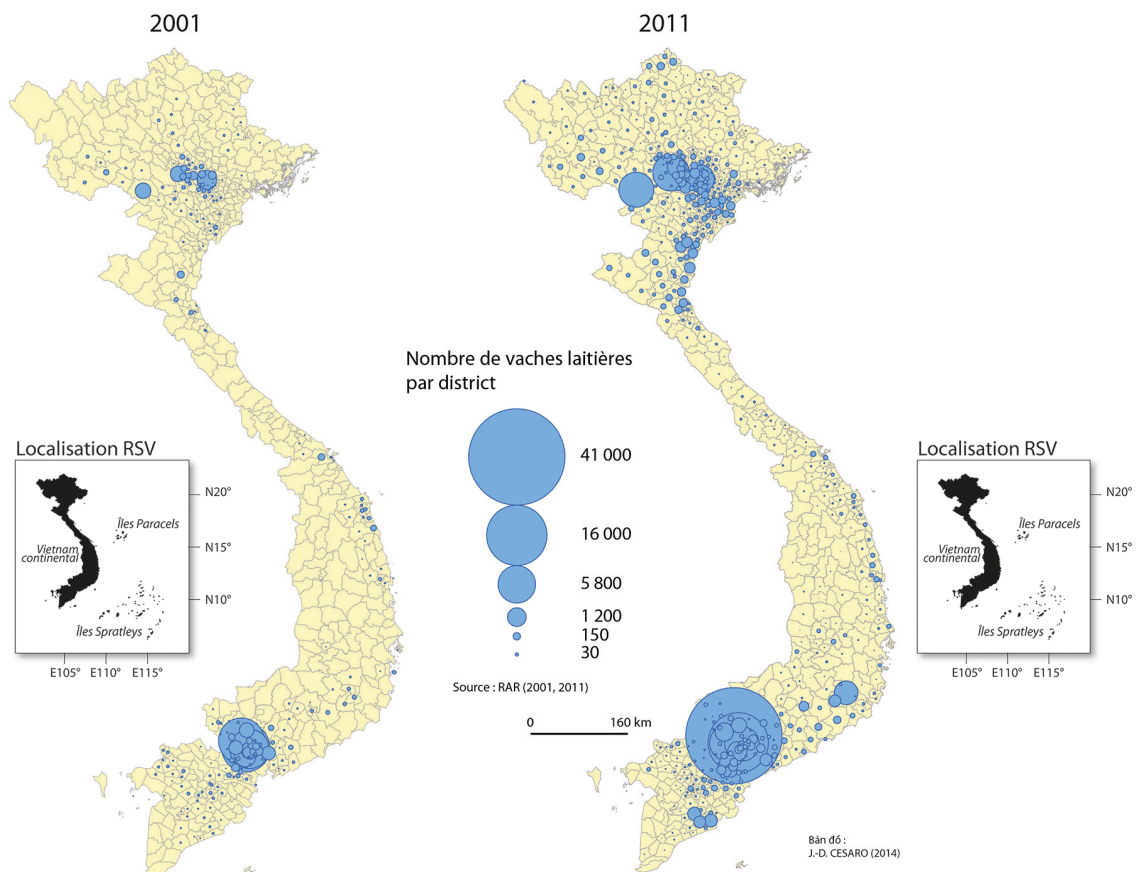 2001
2011
Nombre de vaches laitières
par district
41 000
16 000
5 800
1 200
150
30
Source : RAR (2001, 2011)
0 160 km
Localisation RSV
N20°
Îles Paracels
Vietnam
continental
N15°
N10°
Îles Spratleys
E105° E110° E115°
Localisation RSV
N20°
Îles Paracels
Vietnam
continental
N15°
N10°
Îles Spratleys
E105° E110° E115°
Bản đồ :
J.-D. CESARO (2014)